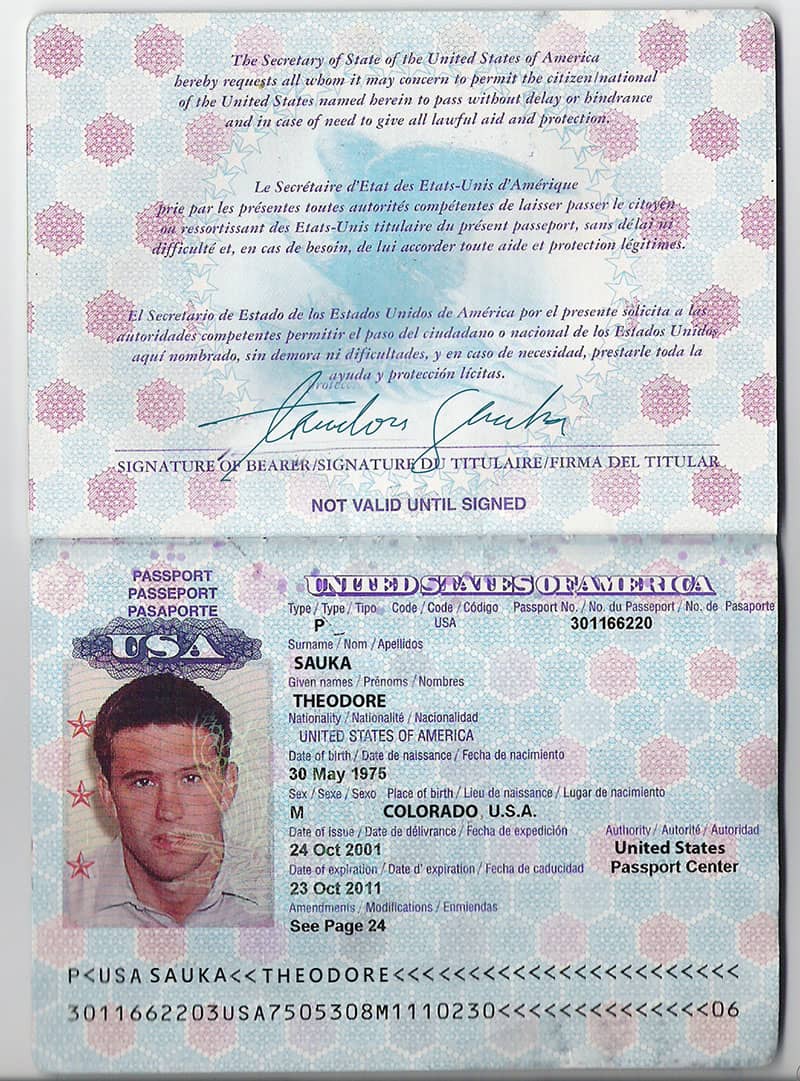 The Secretary of State of the United States of America
hereby requests all whom it may concern to permit the citizen/national
of the United States named herein to pass without delay or hindrance
and in case of need to give all lawful aid and protection.
Le Secrétaire d'Etat des Etats-Unis d'Amérique
prie par les présentes toutes autorités compétentes de laisser passer le citoyen
ou ressortissant des Etats-Unis titulaire du présent passeport, sans délai ni
difficulté et, en cas de besoin, de lui accorder toute aide et protection légitimes.
El Secretario de Estado de los Estados Unidos de América por el presente solicita a las
autoridades competentes permitir el paso del ciudadano o nacional de los Estados Unidos
aquí nombrado, sin demora ni dificultades, y en caso de necesidad, prestarle toda la
ayuda y protección lícitas.
SIGNATURE OF BEARER/SIGNATURE DU TITULAIRE/FIRMA DEL TITULAR
NOT VALID UNTIL SIGNED
PASSPORT
PASSEPORT
PASAPORTE
USA
UNITED STATES OF AMERICA
Type / Type / Tipo Code / Code / Código Passport No. / No. du Passeport / No. de Pasaporte
P USA 301166220
Surname / Nom / Apellidos
SAUKA
Given names / Prénoms / Nombres
THEODORE
Nationality / Nationalité / Nacionalidad
UNITED STATES OF AMERICA
Date of birth / Date de naissance / Fecha de nacimiento
30 May 1975
Sex / Sexe / Sexo Place of birth / Lieu de naissance / Lugar de nacimiento
M COLORADO, U.S.A.
Date of issue / Date de délivrance / Fecha de expedición Authority / Autorité / Autoridad
24 Oct 2001 United States
Date of expiration / Date d' expiration / Fecha de caducidad Passport Center
23 Oct 2011
Amendments / Modifications / Enmiendas
See Page 24
P<USA SAUKA<<THEODORE<<<<<<<<<<<<<<<<<<<<<<<
3011662203USA7505308M1110230<<<<<<<<<<<<<<06